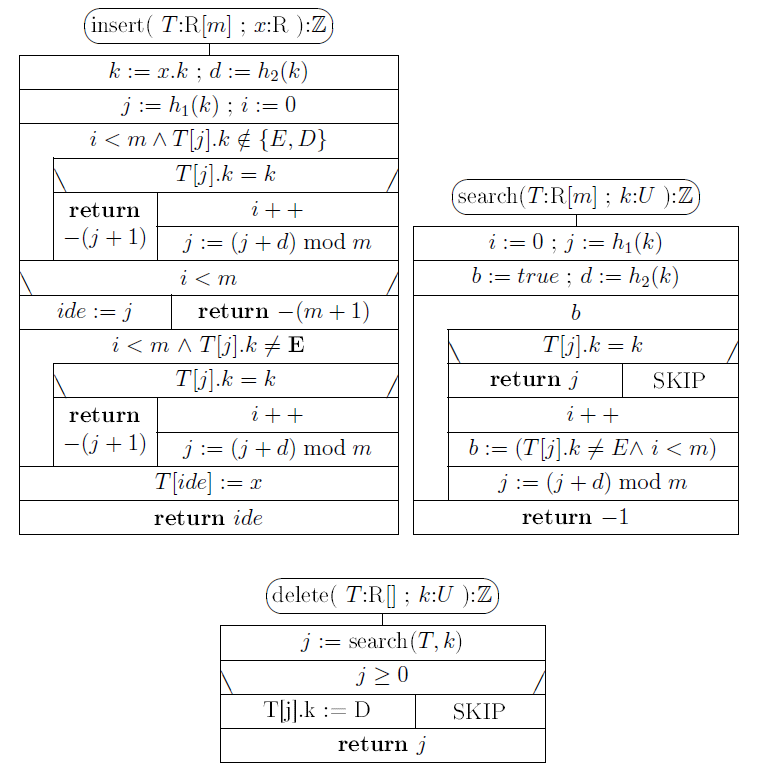 insert( T:R[m] ; x:R ):ℤ
k := x.k ; d := h₂(k)
j := h₁(k) ; i := 0
i < m ∧ T[j].k ∉ {E, D}
T[j].k = k
return
−(j + 1)
i + +
j := (j + d) mod m
i < m
ide := j
return −(m + 1)
i < m ∧ T[j].k ≠ E
T[j].k = k
return
−(j + 1)
i + +
j := (j + d) mod m
T[ide] := x
return ide
search(T:R[m] ; k:U ):ℤ
i := 0 ; j := h₁(k)
b := true ; d := h₂(k)
b
T[j].k = k
return j
SKIP
i + +
b := (T[j].k ≠ E∧ i < m)
j := (j + d) mod m
return −1
delete( T:R[] ; k:U ):ℤ
j := search(T, k)
j ≥ 0
T[j].k := D
SKIP
return j